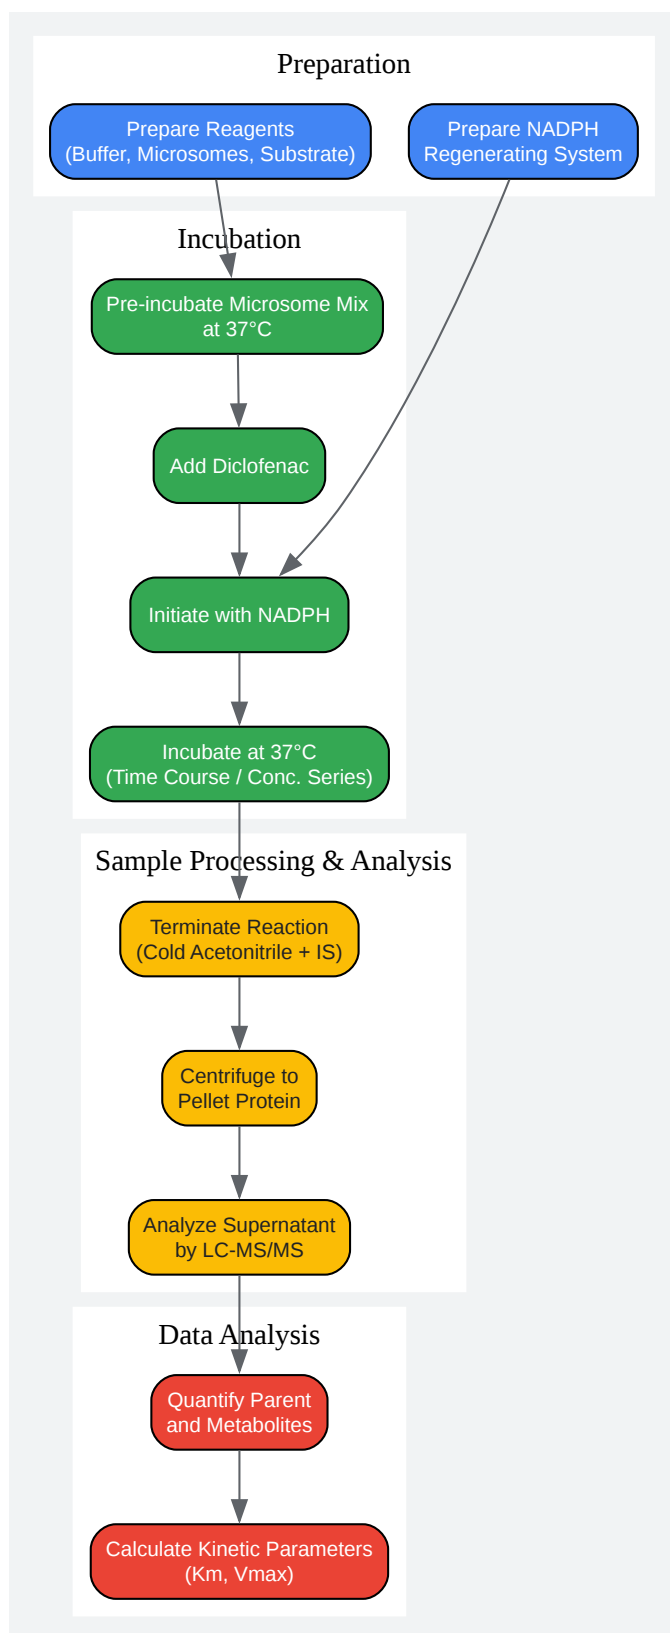 Preparation
Prepare Reagents
(Buffer, Microsomes, Substrate)
Prepare NADPH
Regenerating System
Incubation
Pre-incubate Microsome Mix
at 37°C
Add Diclofenac
Initiate with NADPH
Incubate at 37°C
(Time Course / Conc. Series)
Sample Processing & Analysis
Terminate Reaction
(Cold Acetonitrile + IS)
Centrifuge to
Pellet Protein
Analyze Supernatant
by LC-MS/MS
Data Analysis
Quantify Parent
and Metabolites
Calculate Kinetic Parameters
(Km, Vmax)